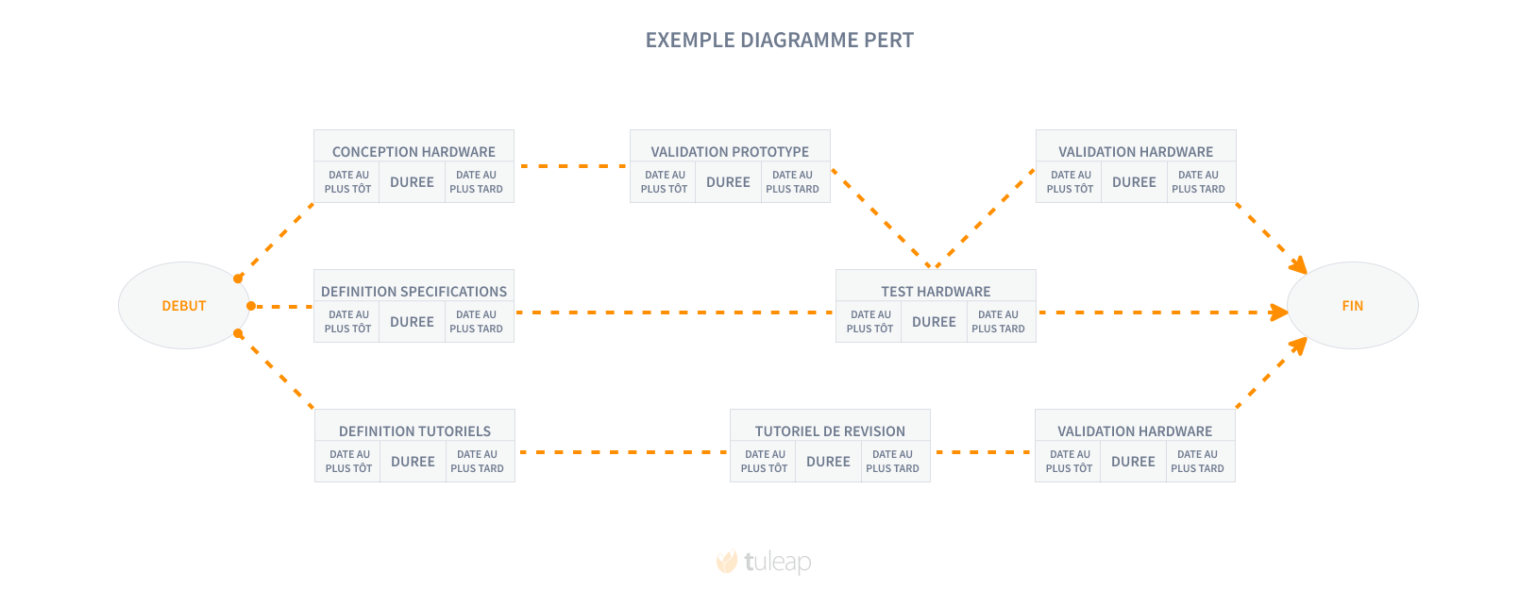 EXEMPLE DIAGRAMME PERT
CONCEPTION HARDWARE
DATE AU
PLUS TÔT
DUREE
DATE AU
PLUS TARD
VALIDATION PROTOTYPE
DATE AU
PLUS TÔT
DUREE
DATE AU
PLUS TARD
VALIDATION HARDWARE
DATE AU
PLUS TÔT
DUREE
DATE AU
PLUS TARD
DEBUT
DEFINITION SPECIFICATIONS
DATE AU
PLUS TÔT
DUREE
DATE AU
PLUS TARD
TEST HARDWARE
DATE AU
PLUS TÔT
DUREE
DATE AU
PLUS TARD
FIN
DEFINITION TUTORIELS
DATE AU
PLUS TÔT
DUREE
DATE AU
PLUS TARD
TUTORIEL DE REVISION
DATE AU
PLUS TÔT
DUREE
DATE AU
PLUS TARD
VALIDATION HARDWARE
DATE AU
PLUS TÔT
DUREE
DATE AU
PLUS TARD
tuleap